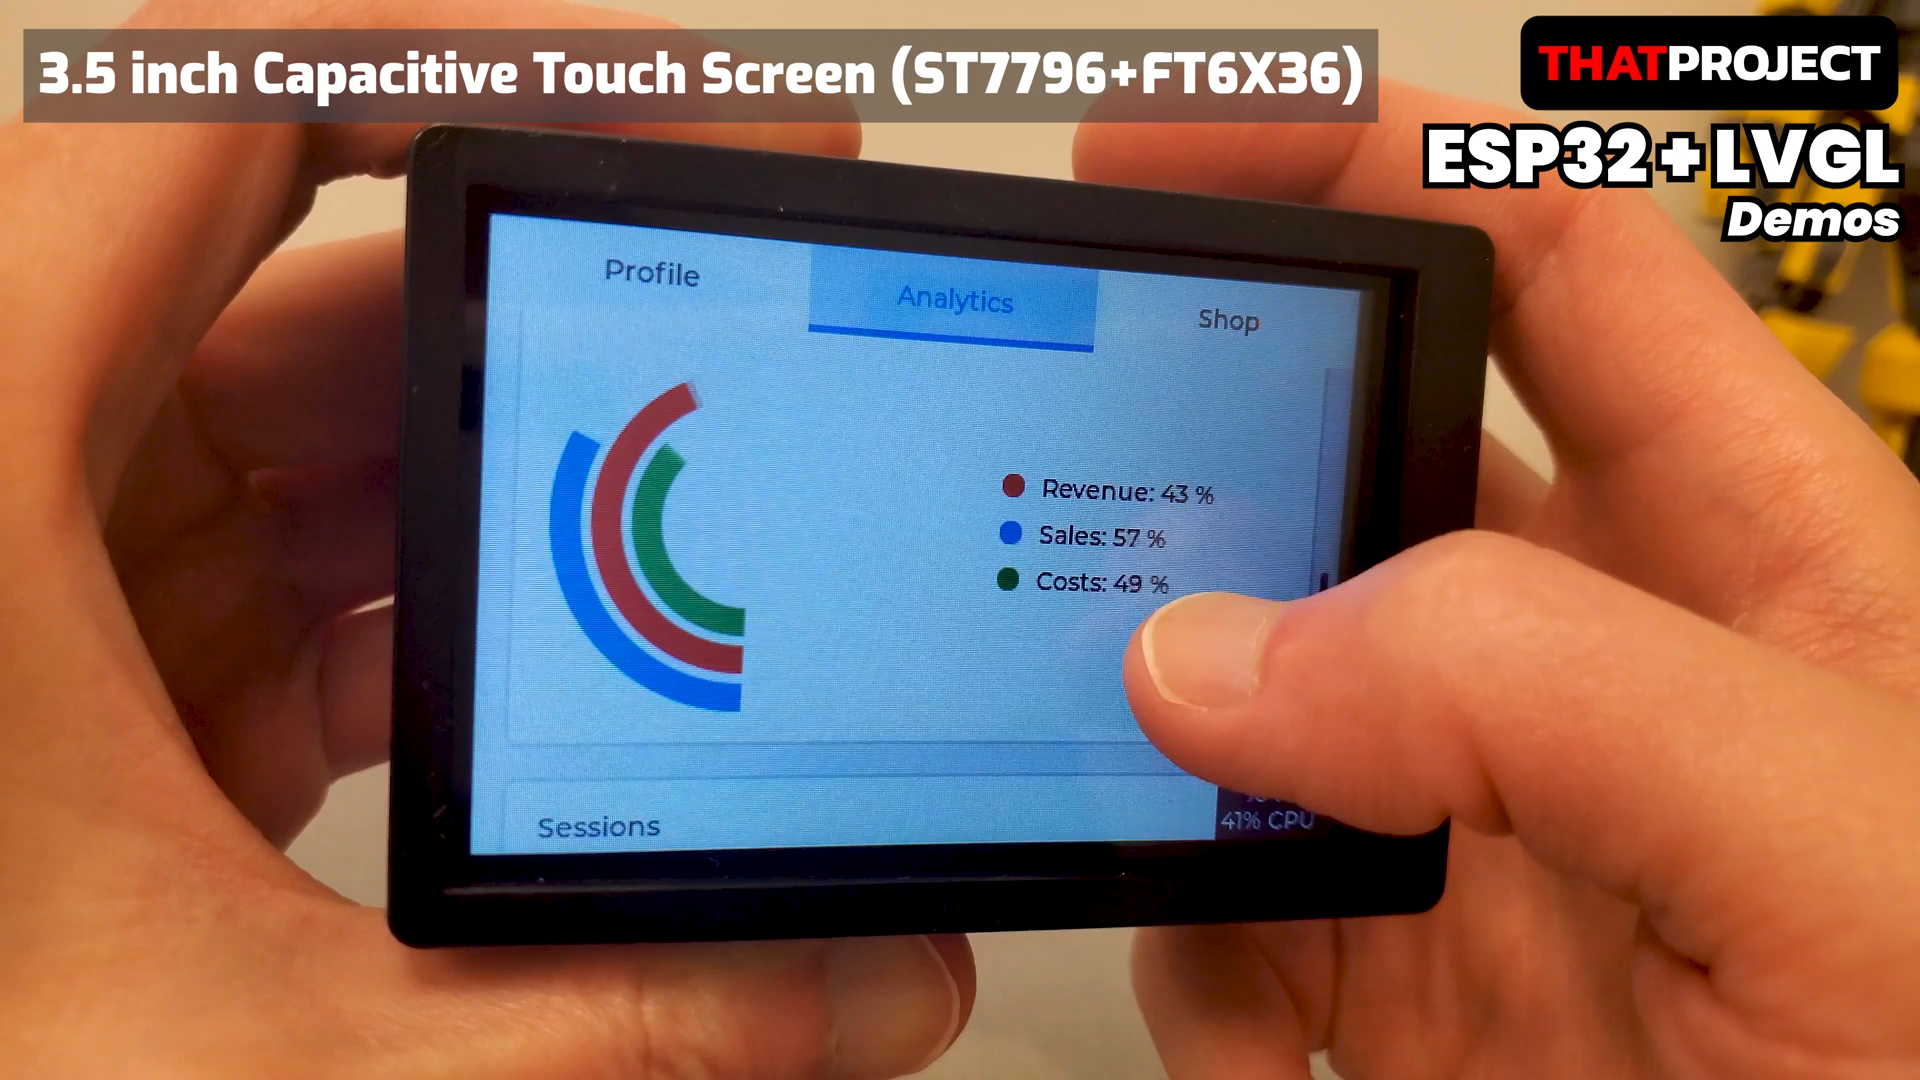 3.5 inch Capacitive Touch Screen (ST7796+FT6X36)
THATPROJECT
ESP32+LVGL
Demos
Profile
Analytics
Shop
Revenue: 43 %
Sales: 57 %
Costs: 49 %
Sessions
41% CPU